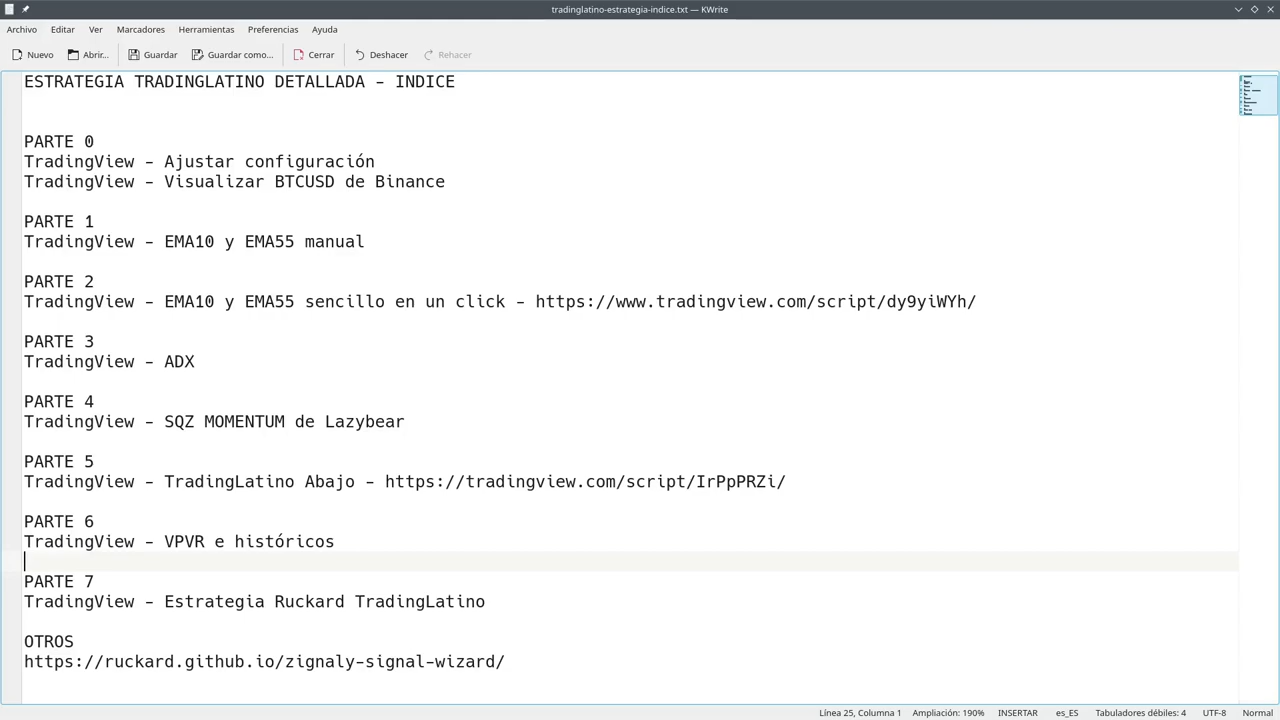 tradinglatino-estrategia-indice.txt — KWrite
Archivo Editar Ver Marcadores Herramientas Preferencias Ayuda
Nuevo Abrir... Guardar Guardar como... Cerrar Deshacer Rehacer
ESTRATEGIA TRADINGLATINO DETALLADA - INDICE
PARTE 0
TradingView - Ajustar configuración
TradingView - Visualizar BTCUSD de Binance
PARTE 1
TradingView - EMA10 y EMA55 manual
PARTE 2
TradingView - EMA10 y EMA55 sencillo en un click - https://www.tradingview.com/script/dy9yiWYh/
PARTE 3
TradingView - ADX
PARTE 4
TradingView - SQZ MOMENTUM de Lazybear
PARTE 5
TradingView - TradingLatino Abajo - https://tradingview.com/script/IrPpPRZi/
PARTE 6
TradingView - VPVR e históricos
PARTE 7
TradingView - Estrategia Ruckard TradingLatino
OTROS
https://ruckard.github.io/zignaly-signal-wizard/
Línea 25, Columna 1 Ampliación: 190% INSERTAR es_ES Tabuladores débiles: 4 UTF-8 Normal